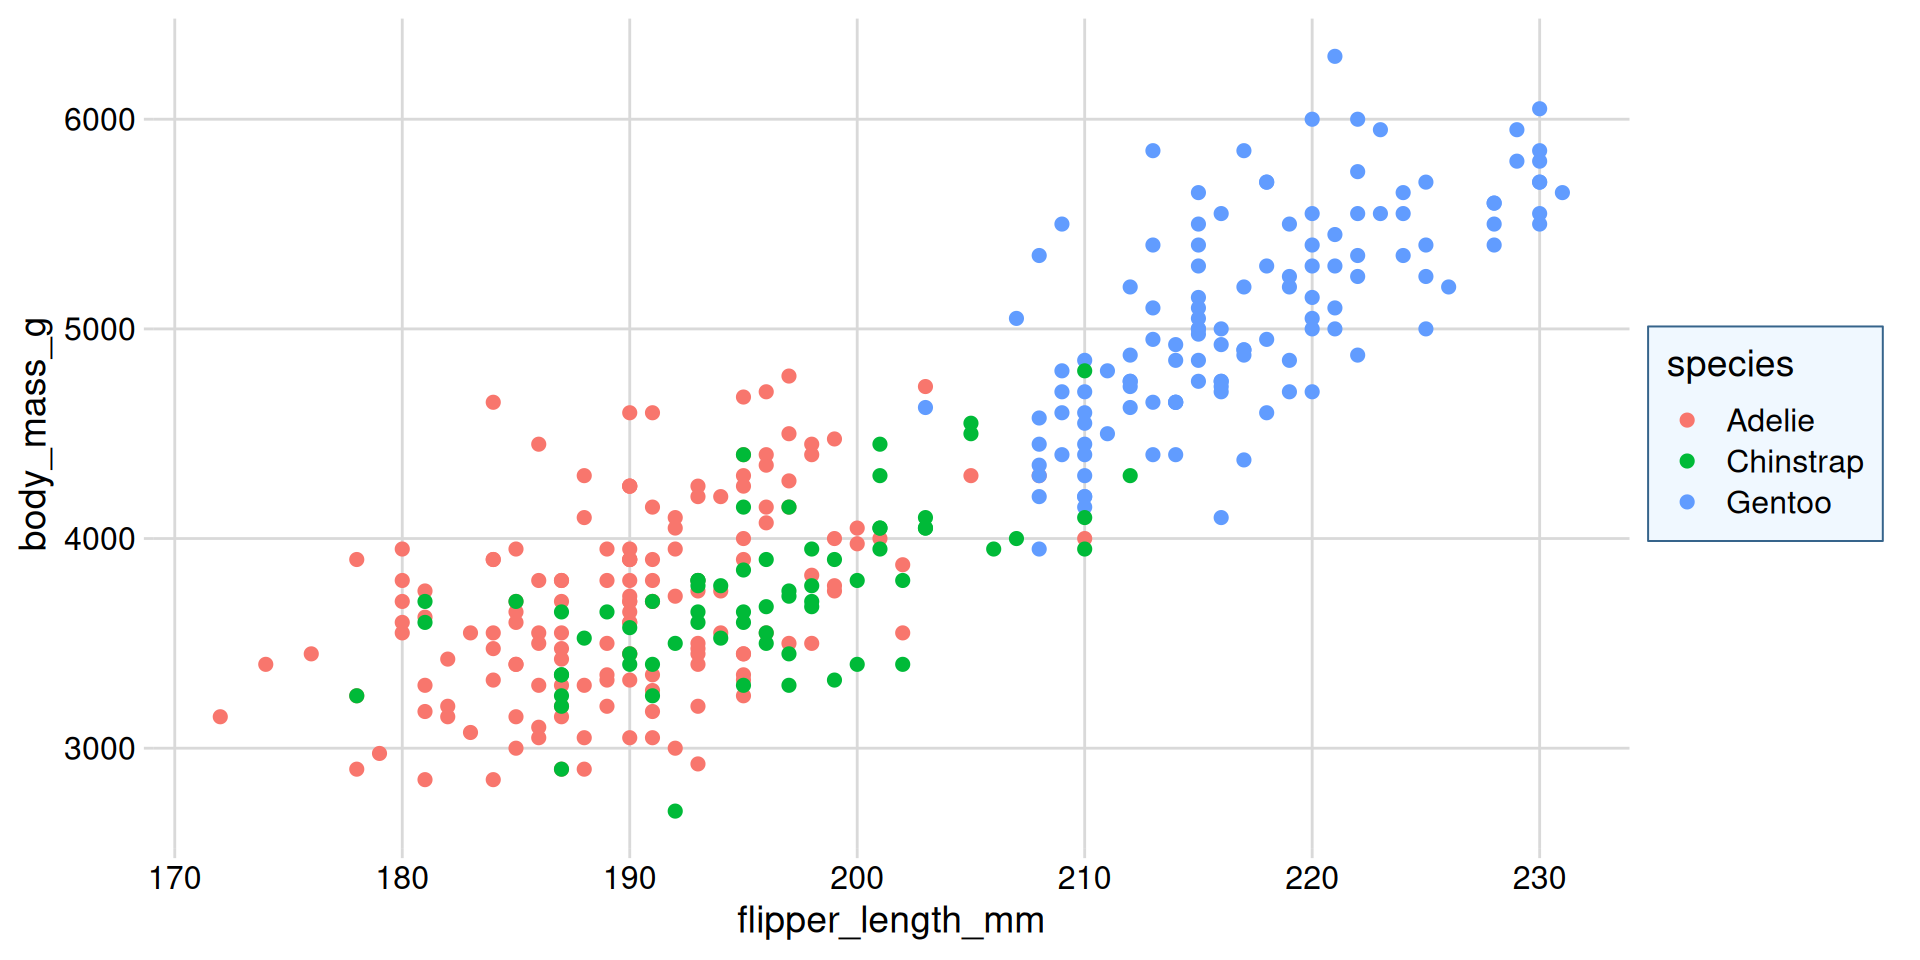 body_mass_g
6000
5000
4000
3000
170 180 190 200 210 220 230
flipper_length_mm
species
Adelie
Chinstrap
Gentoo